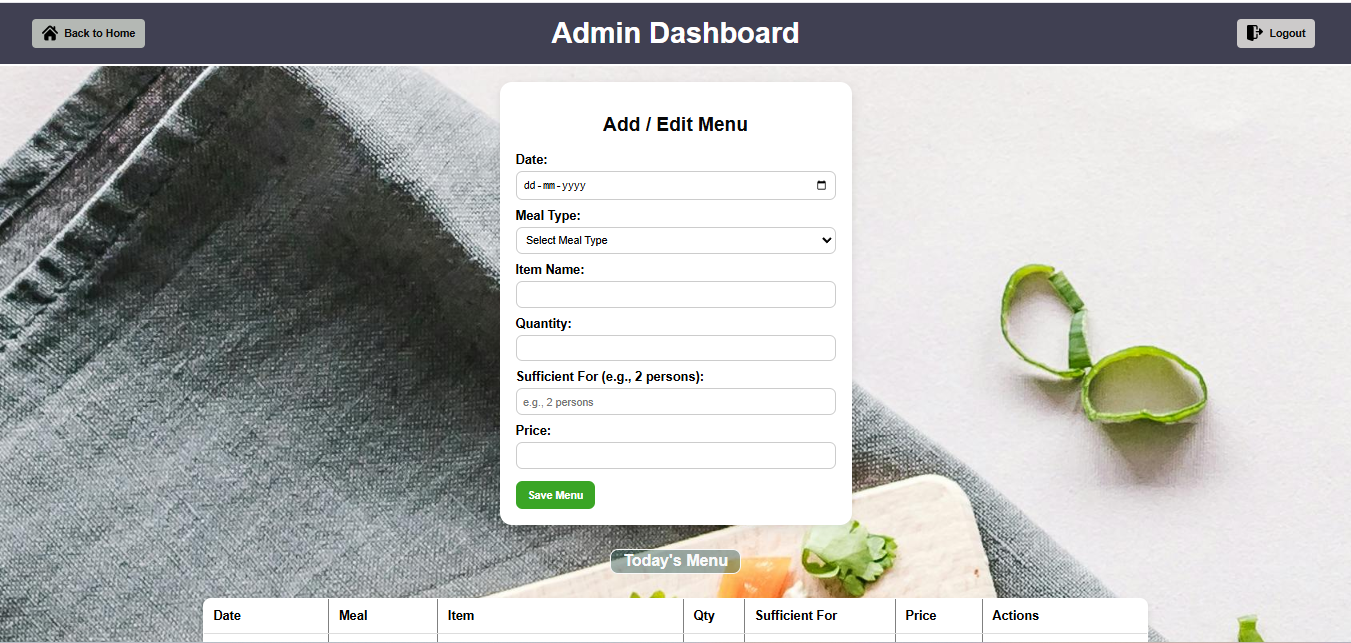 Back to Home
Admin Dashboard
Logout
Add / Edit Menu
Date:
dd-mm-yyyy
Meal Type:
Select Meal Type
Item Name:
Quantity:
Sufficient For (e.g., 2 persons):
e.g., 2 persons
Price:
Save Menu
Today's Menu
Date Meal Item Qty Sufficient For Price Actions